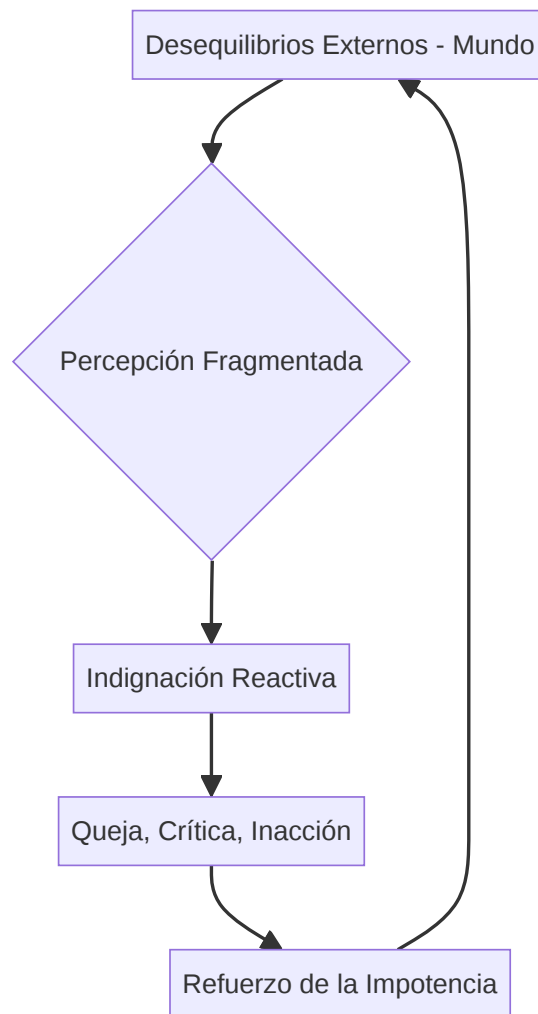 Desequilibrios Externos - Mundo
Percepción Fragmentada
Indignación Reactiva
Queja, Crítica, Inacción
Refuerzo de la Impotencia